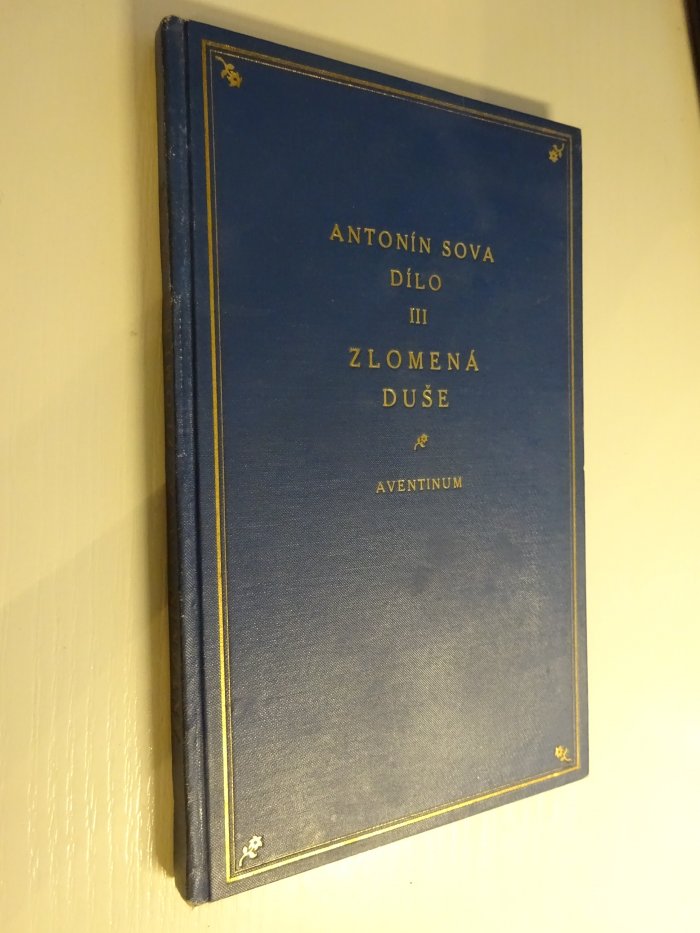 ANTONÍN SOVA
DÍLO
III
ZLOMENÁ
DUŠE
AVENTINUM